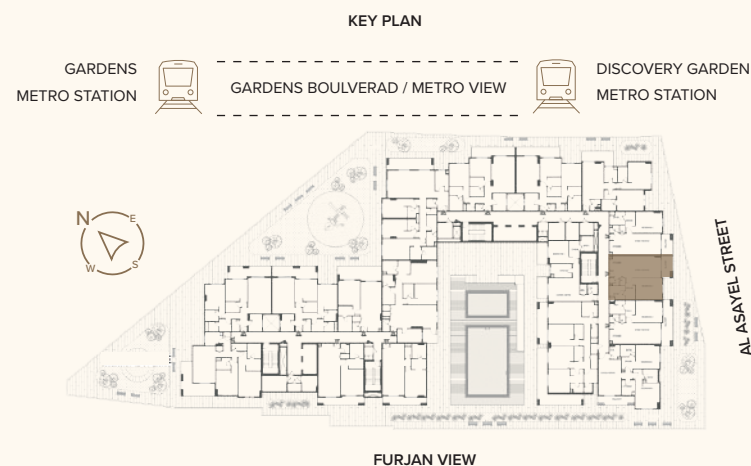 KEY PLAN
GARDENS
METRO STATION
GARDENS BOULVERAD / METRO VIEW
DISCOVERY GARDEN
METRO STATION
N
E
W
S
AL ASAYEL STREET
FURJAN VIEW